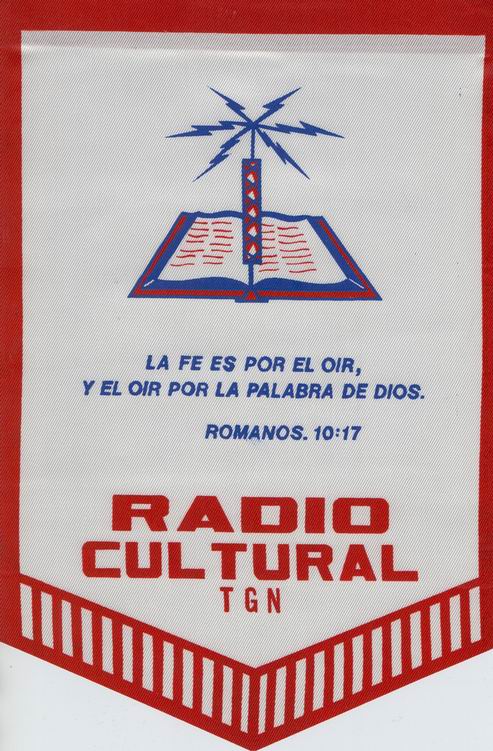 LA FE ES POR EL OIR,
Y EL OIR POR LA PALABRA DE DIOS.
ROMANOS. 10:17
RADIO
CULTURAL
TGN